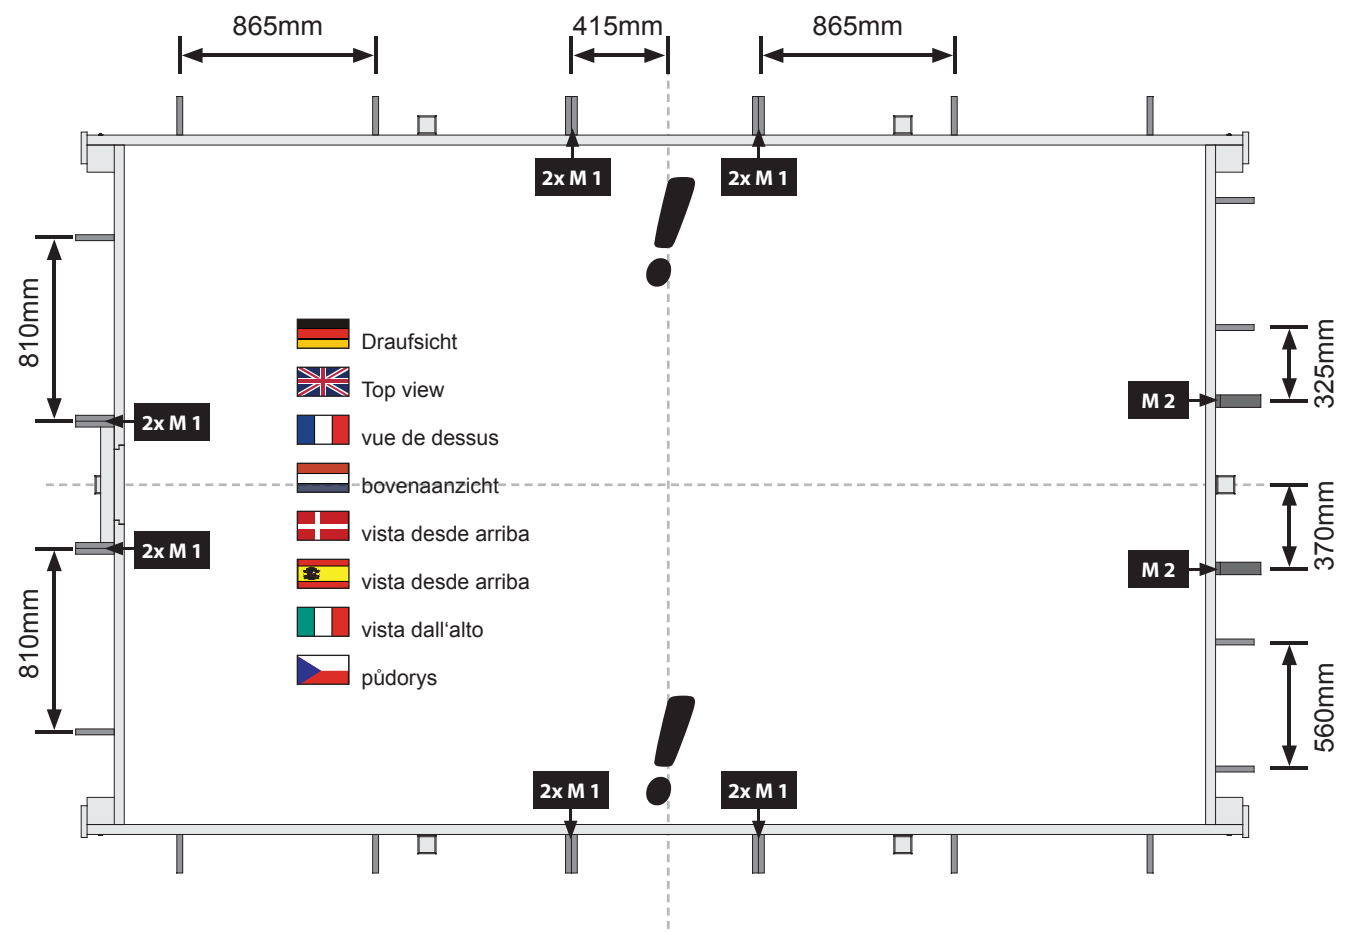 865mm
415mm
865mm
2x M 1
2x M 1
810mm
325mm
Draufsicht
Top view
M 2
2x M 1
vue de dessus
bovenaanzicht
370mm
vista desde arriba
2x M 1
M 2
vista desde arriba
810mm
vista dall‘alto
560mm
půdorys
2x M 1
2x M 1